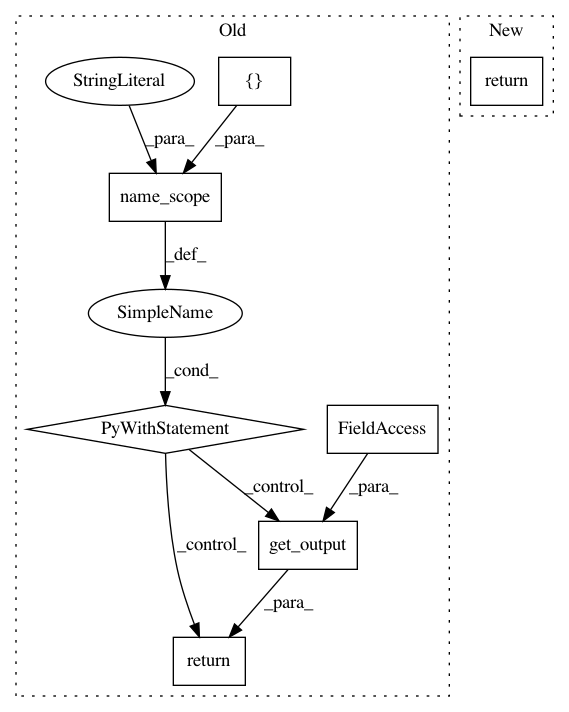 Old
New
StringLiteral
{}
return
_para_
_para_
name_scope
_def_
SimpleName
_cond_
PyWithStatement
FieldAccess
_control_
_para_
_control_
get_output
_para_
return